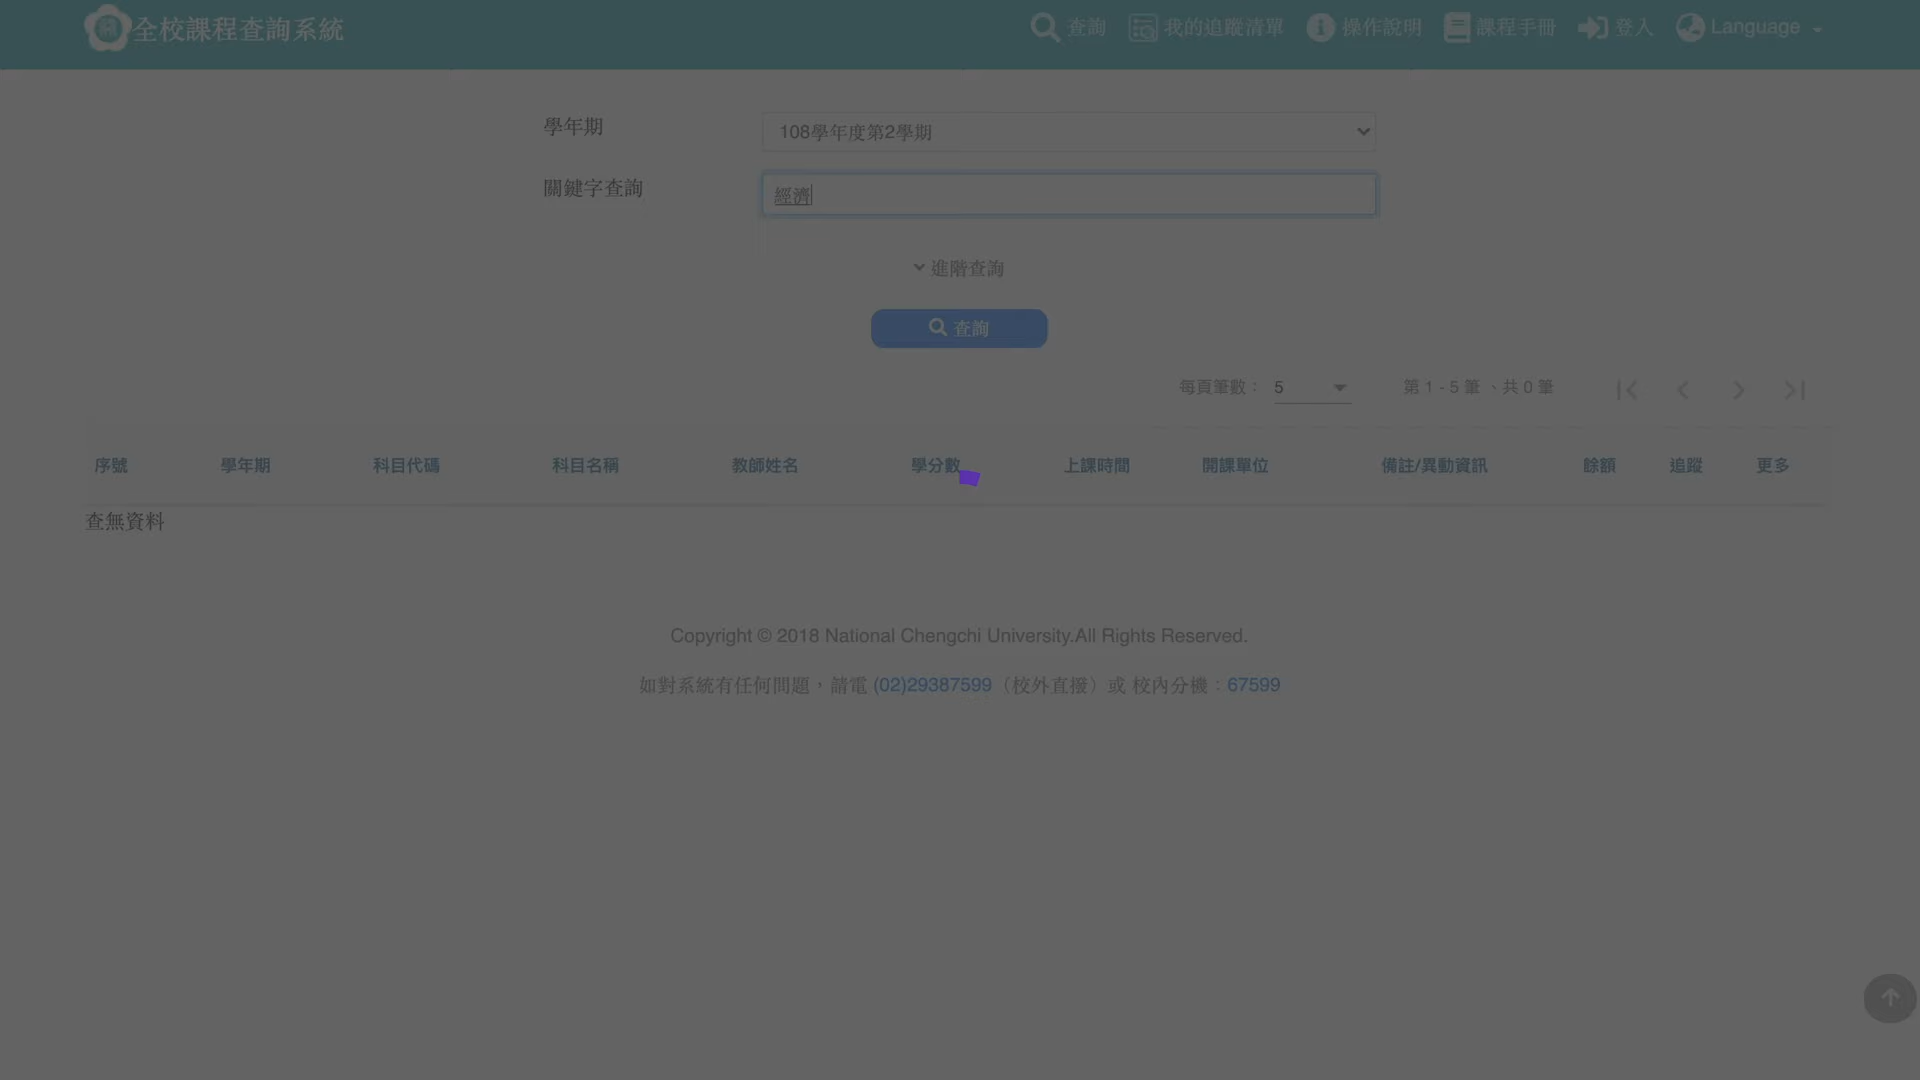 全校課程查詢系統 查詢 我的追蹤清單 操作說明 課程手冊 登入 Language
學年期 108學年度第2學期
關鍵字查詢 經濟
進階查詢
查詢
每頁筆數： 5 第 1 - 5 筆 、共 0 筆
序號 學年期 科目代碼 科目名稱 教師姓名 學分數 上課時間 開課單位 備註/異動資訊 餘額 追蹤 更多
查無資料
Copyright © 2018 National Chengchi University.All Rights Reserved.
如對系統有任何問題，請電 (02)29387599（校外直撥）或 校內分機：67599